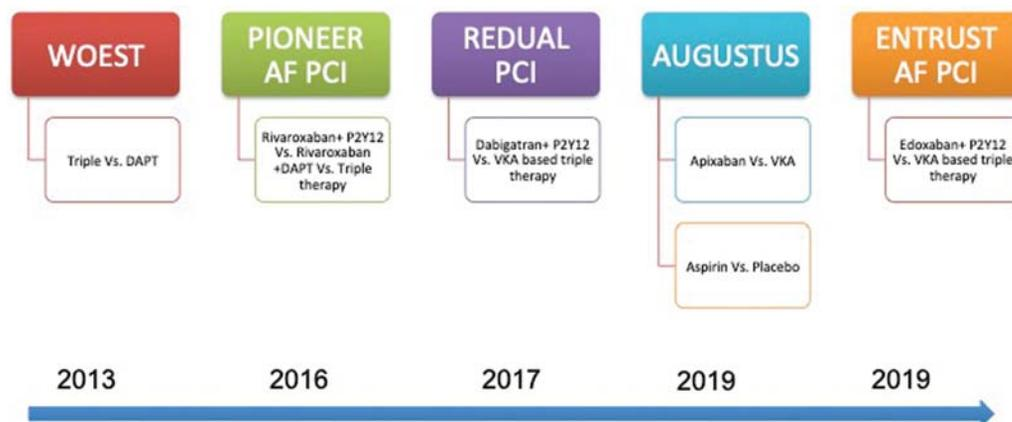 WOEST
PIONEER
AF PCI
REDUAL
PCI
AUGUSTUS
ENTRUST
AF PCI
Triple Vs. DAPT
Rivaroxaban+ P2Y12
Vs. Rivaroxaban
+DAPT Vs. Triple
therapy
Dabigatran+ P2Y12
Vs. VKA based triple
therapy
Apixaban Vs. VKA
Edoxaban+ P2Y12
Vs. VKA based triple
therapy
Aspirin Vs. Placebo
2013
2016
2017
2019
2019